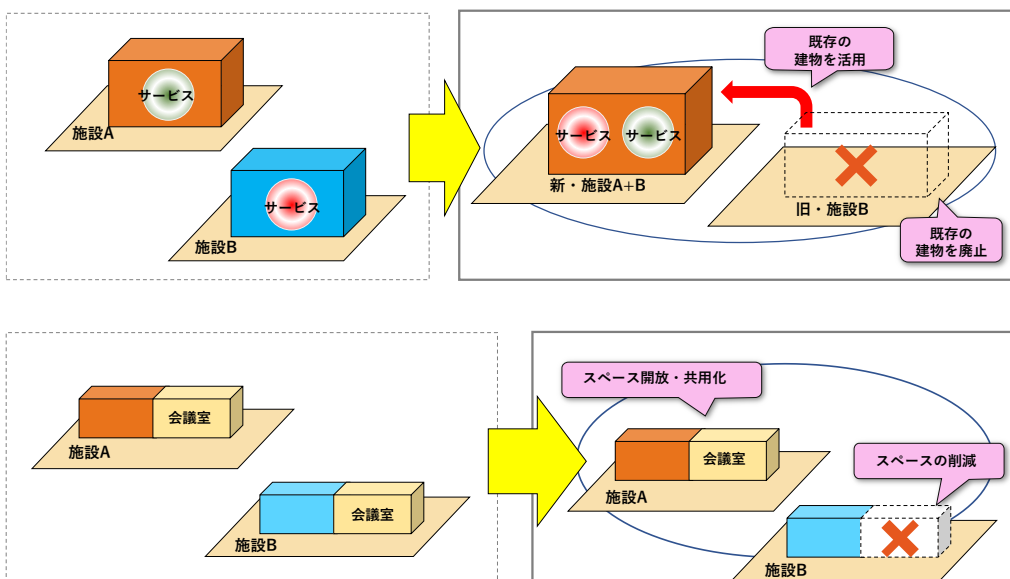 サービス
施設A
サービス
施設B
既存の
建物を活用
サービス
サービス
新・施設A+B
旧・施設B
既存の
建物を廃止
会議室
施設A
会議室
施設B
スペース開放・共用化
会議室
施設A
スペースの削減
施設B